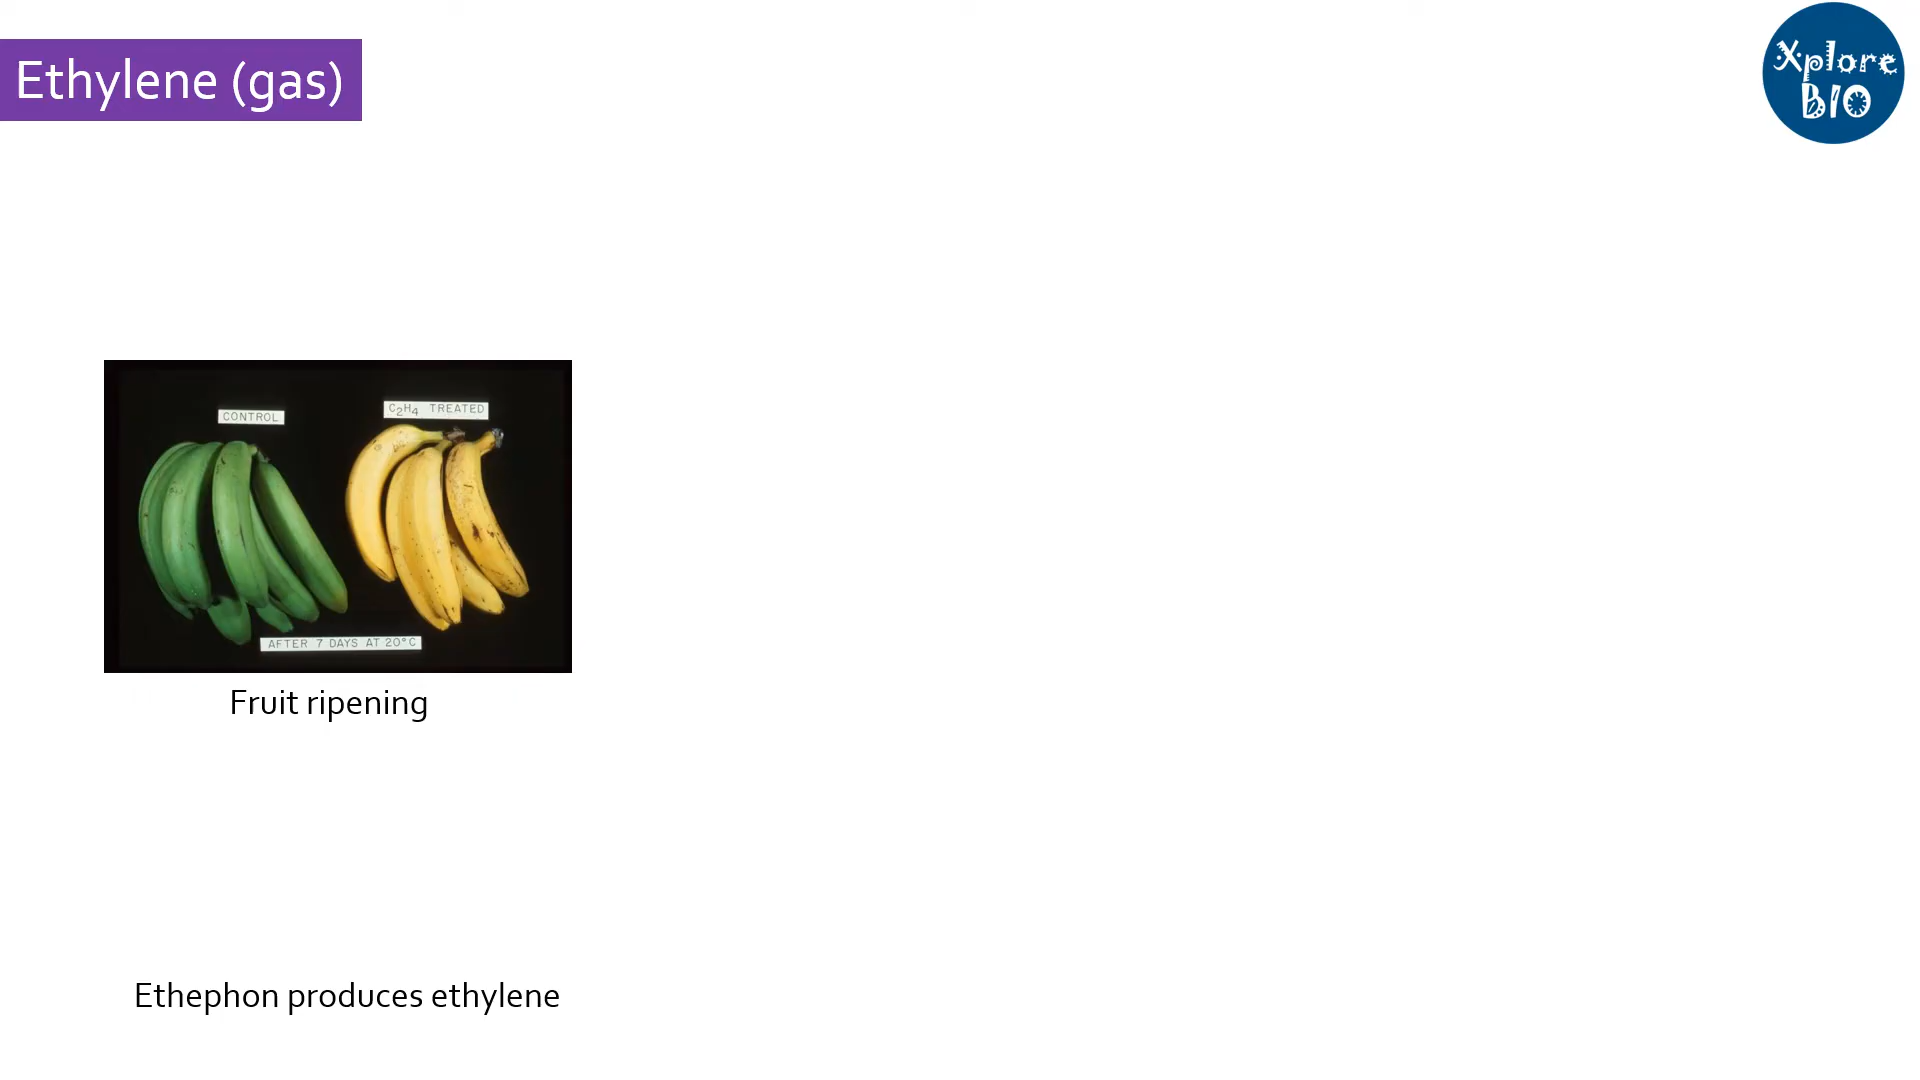 Ethylene (gas)
Xplore
BIO
CONTROL
C₂H₄ TREATED
AFTER 7 DAYS AT 20°C
Fruit ripening
Ethephon produces ethylene